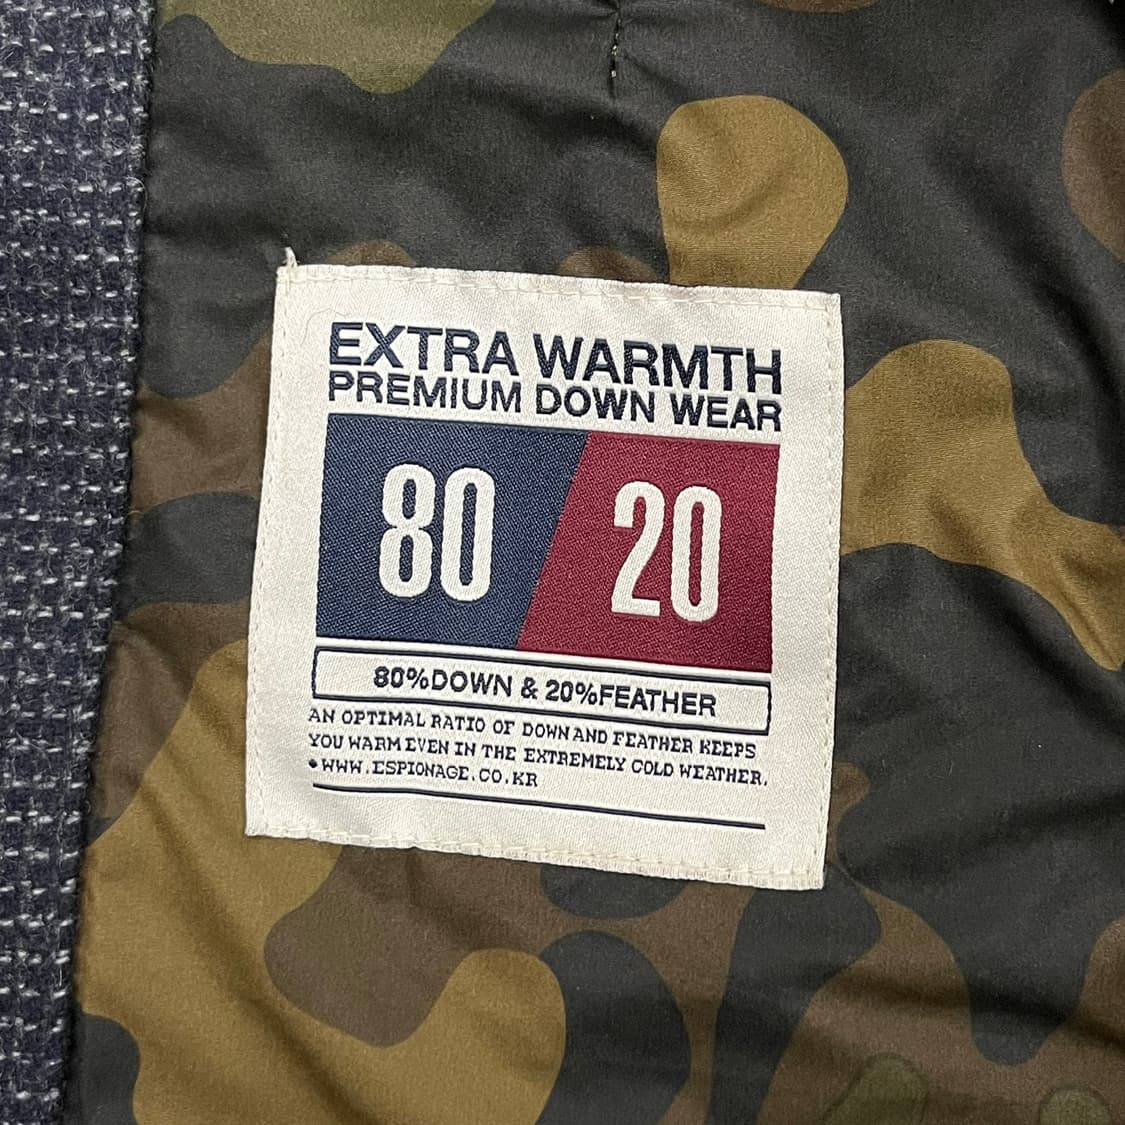 EXTRA WARMTH
PREMIUM DOWN WEAR
80 20
80%DOWN & 20%FEATHER
AN OPTIMAL RATIO OF DOWN AND FEATHER KEEPS
YOU WARM EVEN IN THE EXTREMELY COLD WEATHER.
•WWW.ESPIONAGE.CO.KR